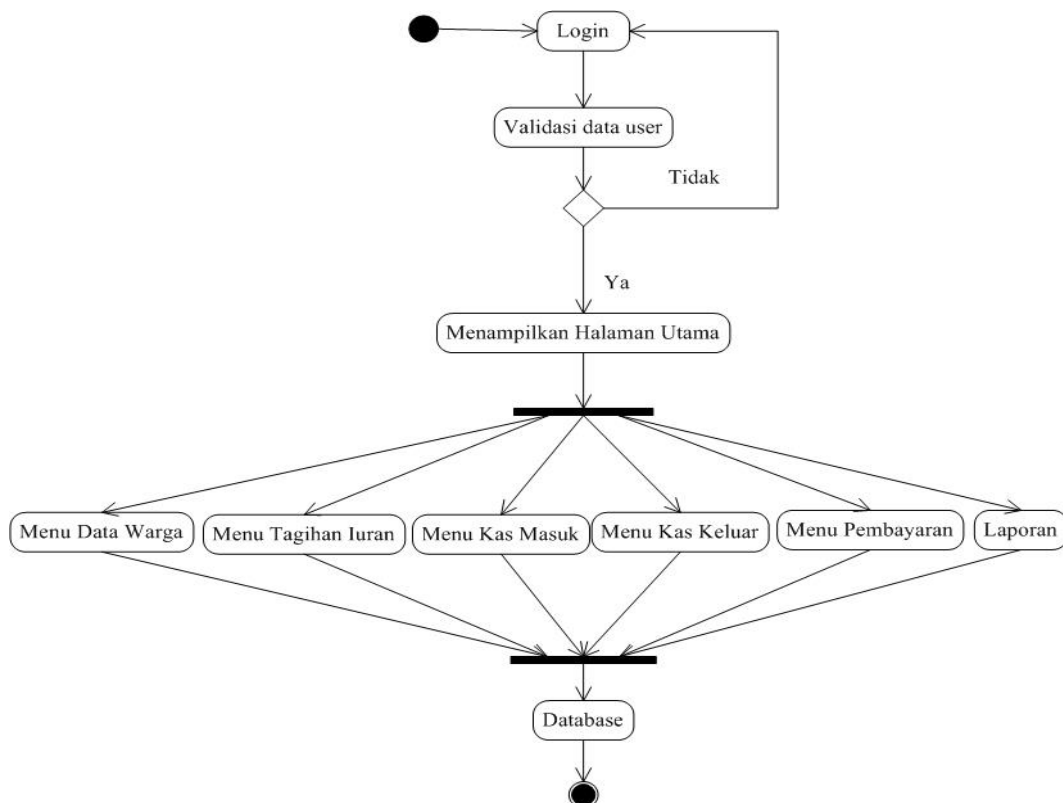 Login
Validasi data user
Tidak
Ya
Menampilkan Halaman Utama
Menu Data Warga
Menu Tagihan Iuran
Menu Kas Masuk
Menu Kas Keluar
Menu Pembayaran
Laporan
Database